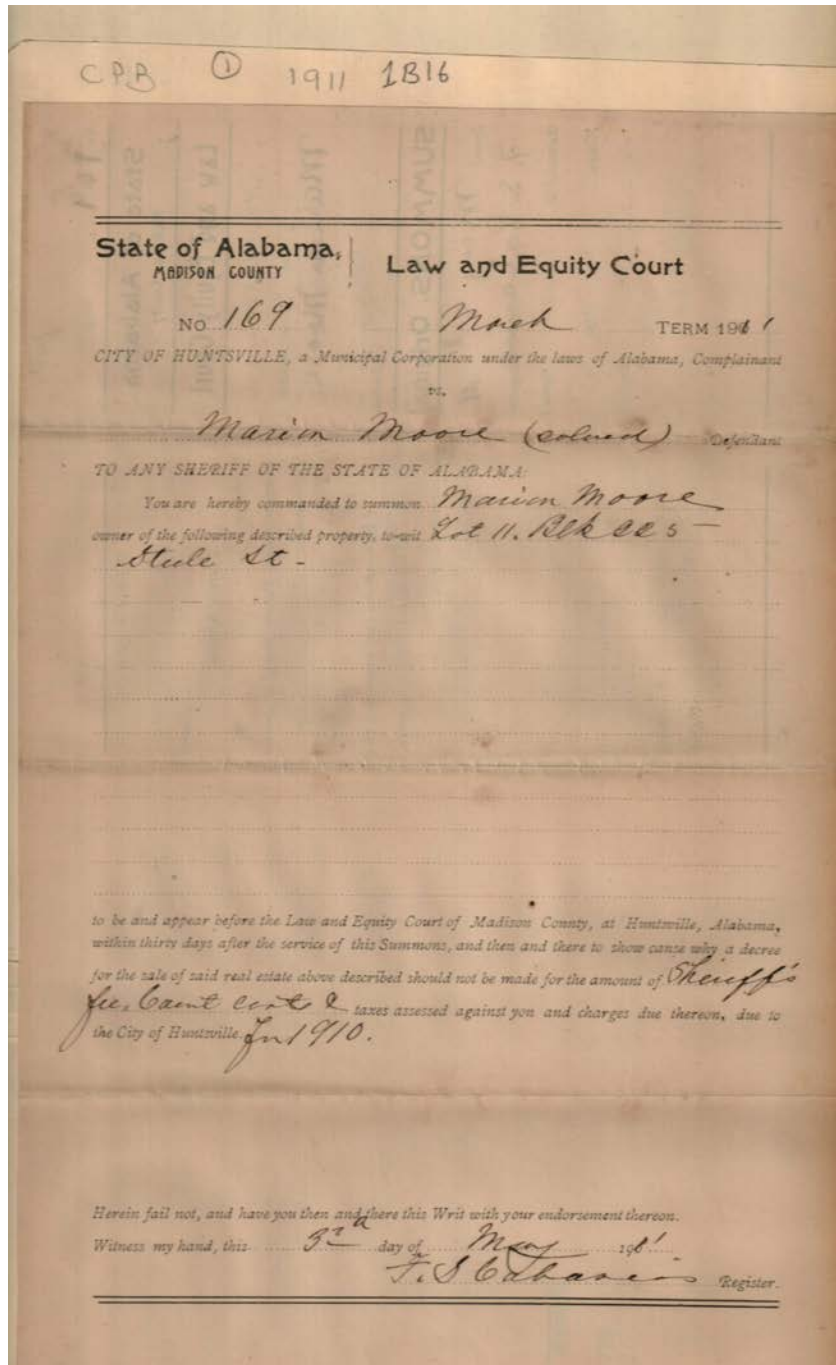 CPB ① 1911 1B16
State of Alabama,
MADISON COUNTY
Law and Equity Court
No 169 March TERM 1911
CITY OF HUNTSVILLE, a Municipal Corporation under the laws of Alabama, Complainant
vs.
Marion Moore (colored) Defendant
TO ANY SHERIFF OF THE STATE OF ALABAMA:
You are hereby commanded to summon Marion Moore
owner of the following described property, to-wit Lot 11. Blk 5 —
Steele St -
to be and appear before the Law and Equity Court of Madison County, at Huntsville, Alabama,
within thirty days after the service of this Summons, and then and there to show cause why a decree
for the sale of said real estate above described should not be made for the amount of Sheriff's
fee, Court costs & taxes assessed against you and charges due thereon, due to
the City of Huntsville For 1910.
Herein fail not, and have you then and there this Writ with your endorsement thereon.
Witness my hand, this 3rd day of May 1911
F. S. Cabaniss Register.